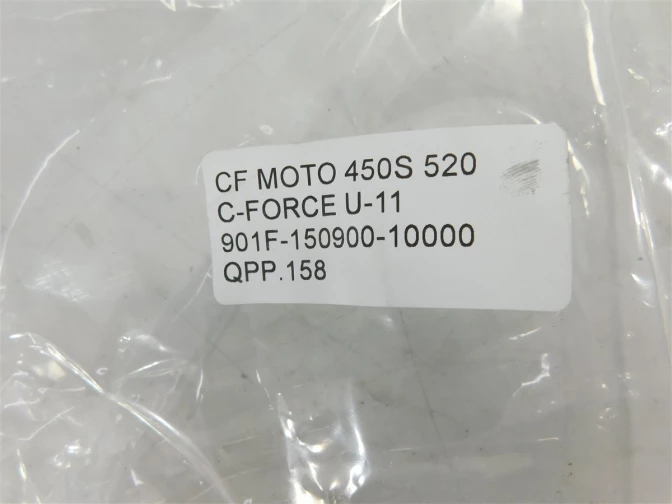 CF MOTO 450S 520
C-FORCE U-11
901F-150900-10000
QPP.158